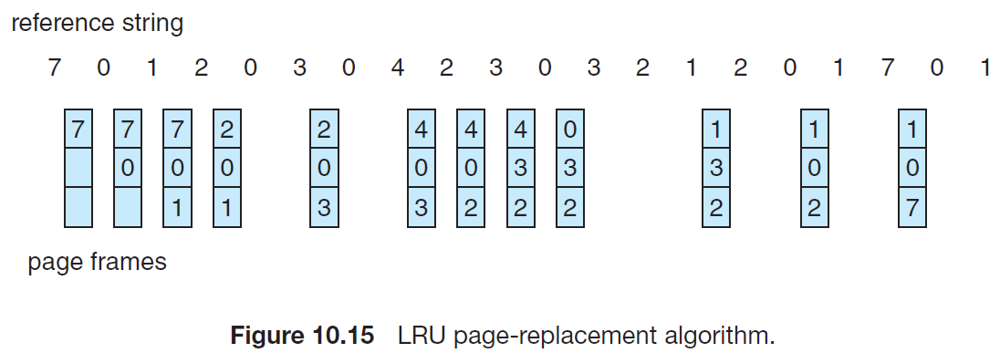 reference string
7 0 1 2 0 3 0 4 2 3 0 3 2 1 2 0 1 7 0 1
7 7 7 2 2 4 4 4 0 1 1 1
0 0 0 0 0 0 3 3 3 0 0
1 1 3 3 2 2 2 2 2 7
page frames
Figure 10.15 LRU page-replacement algorithm.